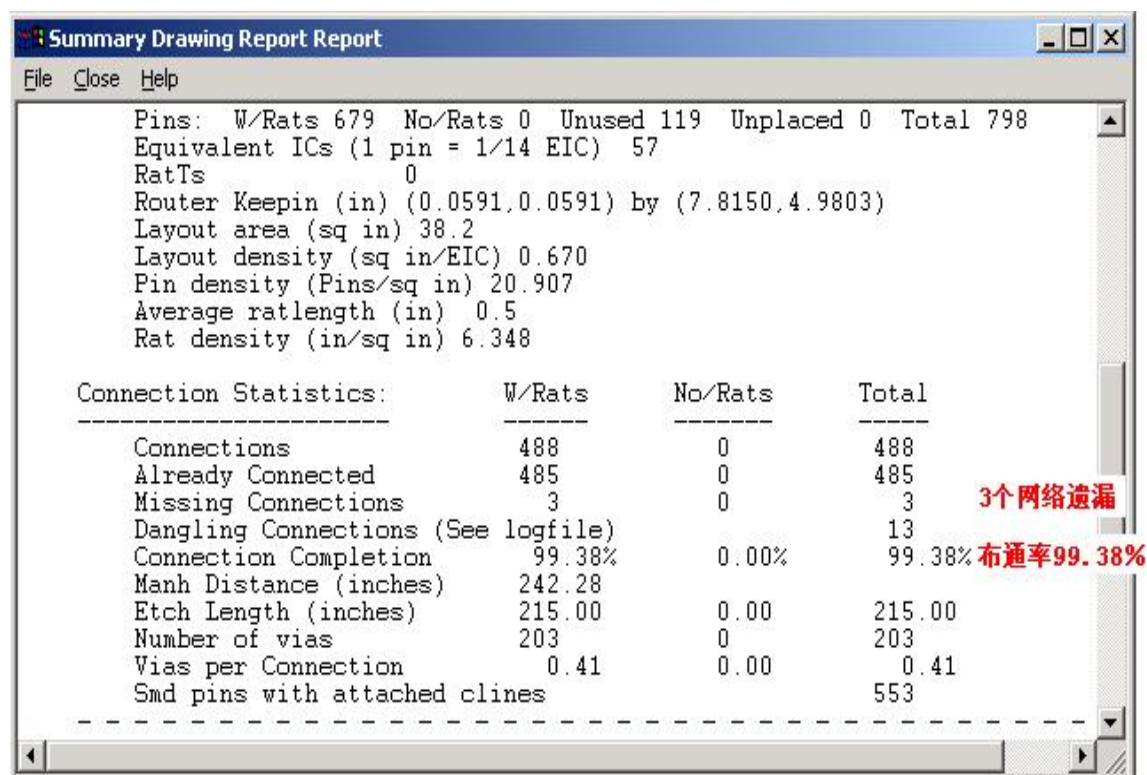 Summary Drawing Report Report
File Close Help
Pins: W/Rats 679 No/Rats 0 Unused 119 Unplaced 0 Total 798
Equivalent ICs (1 pin = 1/14 EIC) 57
RatTs 0
Router Keepin (in) (0.0591,0.0591) by (7.8150,4.9803)
Layout area (sq in) 38.2
Layout density (sq in/EIC) 0.670
Pin density (Pins/sq in) 20.907
Average ratlength (in) 0.5
Rat density (in/sq in) 6.348
Connection Statistics: W/Rats No/Rats Total
Connections 488 0 488
Already Connected 485 0 485
Missing Connections 3 0 3 3个网络遗漏
Dangling Connections (See logfile) 13
Connection Completion 99.38% 0.00% 99.38% 布通率99.38%
Manh Distance (inches) 242.28
Etch Length (inches) 215.00 0.00 215.00
Number of vias 203 0 203
Vias per Connection 0.41 0.00 0.41
Smd pins with attached clines 553